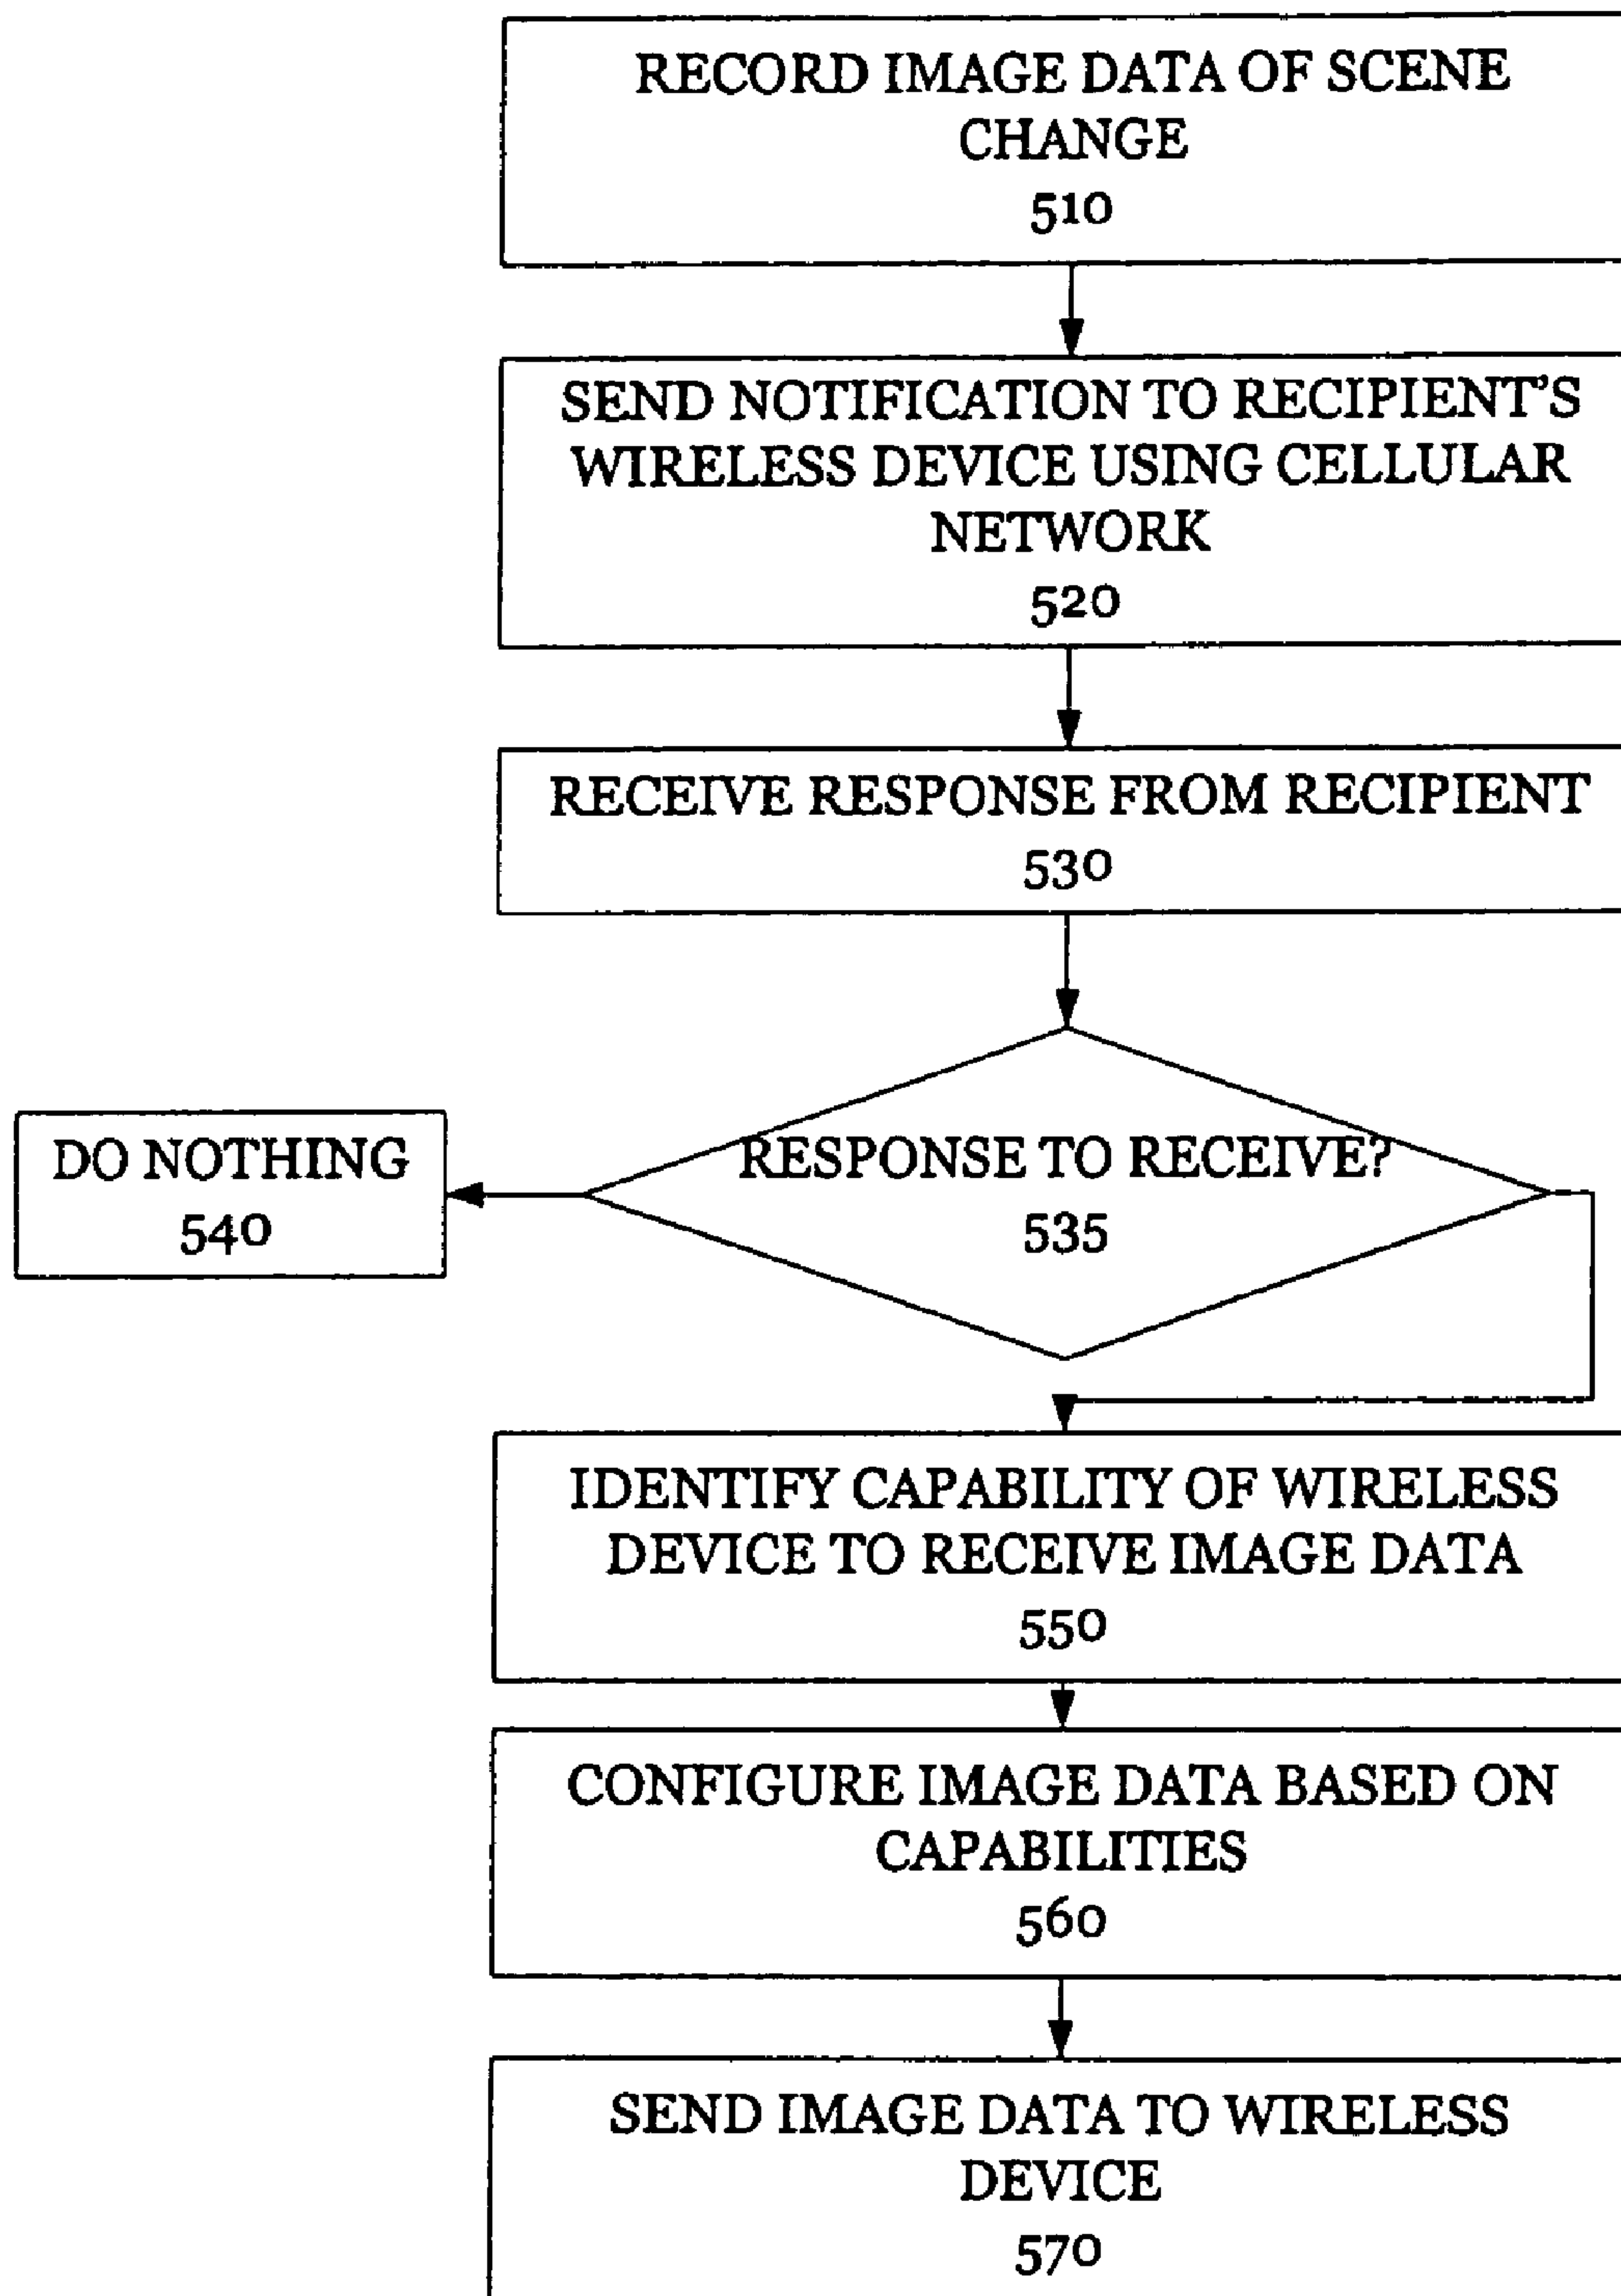 RECORD IMAGE DATA OF SCENE
CHANGE
510
SEND NOTIFICATION TO RECIPIENT'S
WIRELESS DEVICE USING CELLULAR
NETWORK
520
RECEIVE RESPONSE FROM RECIPIENT
530
RESPONSE TO RECEIVE?
535
DO NOTHING
540
IDENTIFY CAPABILITY OF WIRELESS
DEVICE TO RECEIVE IMAGE DATA
550
CONFIGURE IMAGE DATA BASED ON
CAPABILITIES
560
SEND IMAGE DATA TO WIRELESS
DEVICE
570